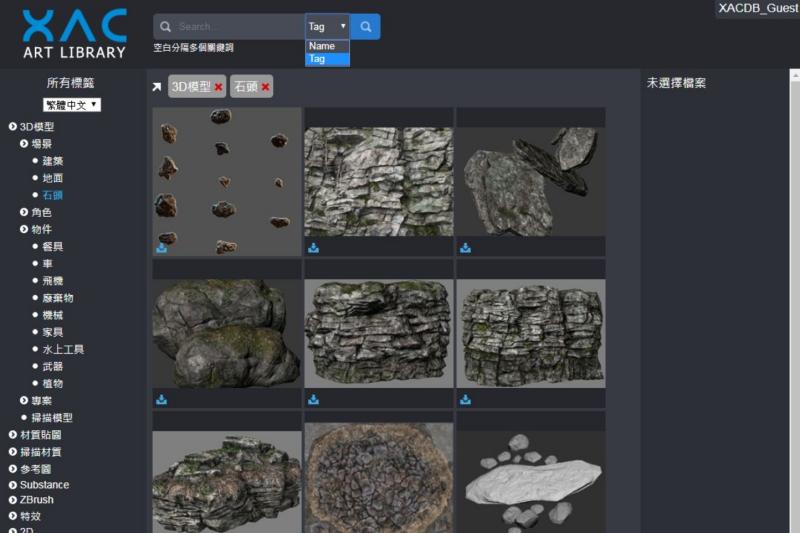 XAC
ART LIBRARY
Search...
Tag
XACDB_Guest
空白分隔多個關鍵詞
Name
Tag
所有標籤
繁體中文
3D模型
場景
建築
地面
石頭
角色
物件
餐具
車
飛機
廢棄物
機械
家具
水上工具
武器
植物
專案
掃描模型
材質貼圖
掃描材質
參考圖
Substance
ZBrush
特效
2D
3D模型
石頭
未選擇檔案